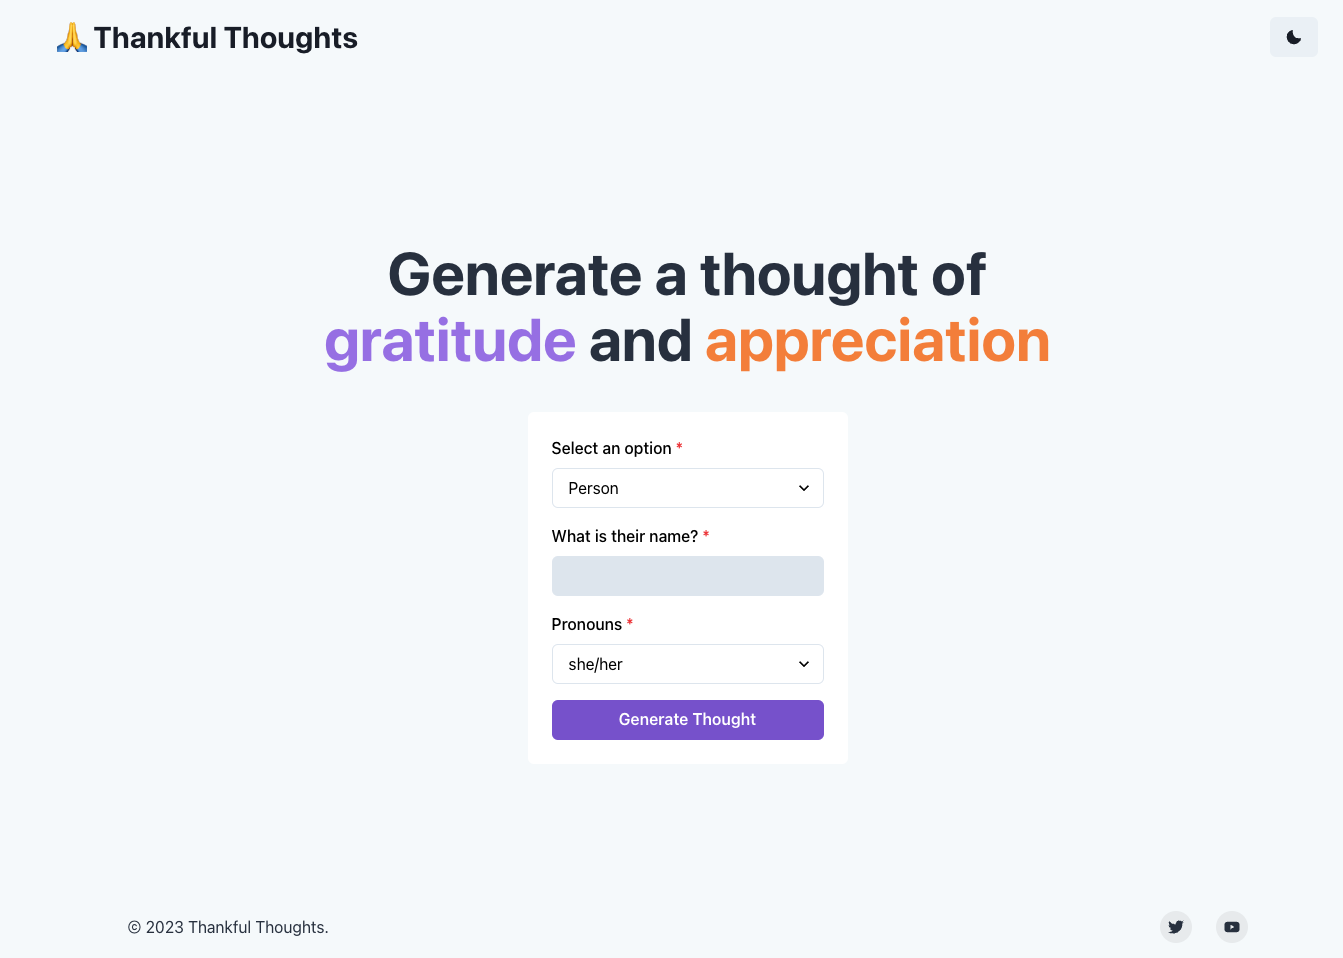 🙏 Thankful Thoughts
Generate a thought of
gratitude and appreciation
Select an option *
Person
What is their name? *
Pronouns *
she/her
Generate Thought
© 2023 Thankful Thoughts.